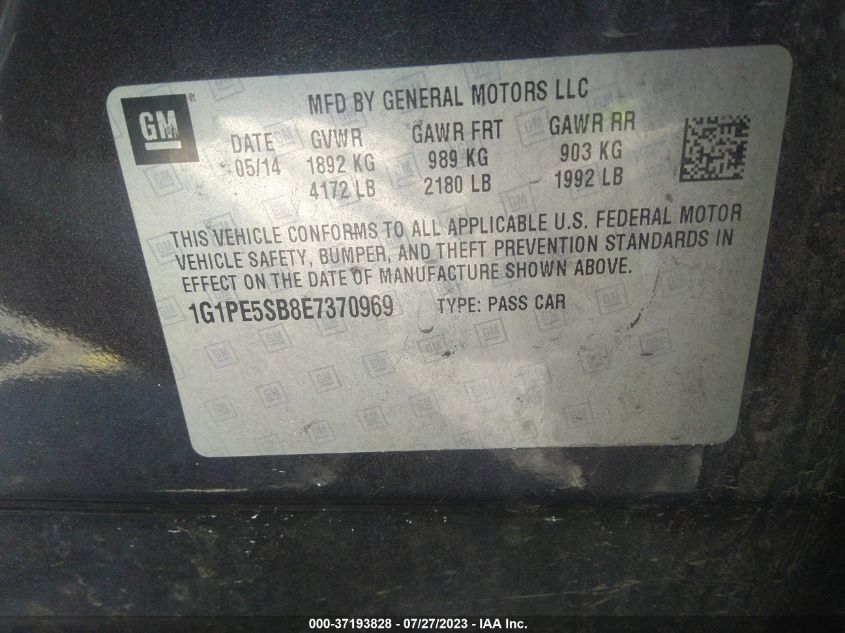 GM
MFD BY GENERAL MOTORS LLC
DATE GVWR GAWR FRT GAWR RR
05/14 1892 KG 989 KG 903 KG
4172 LB 2180 LB 1992 LB
THIS VEHICLE CONFORMS TO ALL APPLICABLE U.S. FEDERAL MOTOR
VEHICLE SAFETY, BUMPER, AND THEFT PREVENTION STANDARDS IN
EFFECT ON THE DATE OF MANUFACTURE SHOWN ABOVE.
1G1PE5SB8E7370969 TYPE: PASS CAR
000-37193828 - 07/27/2023 - IAA Inc.